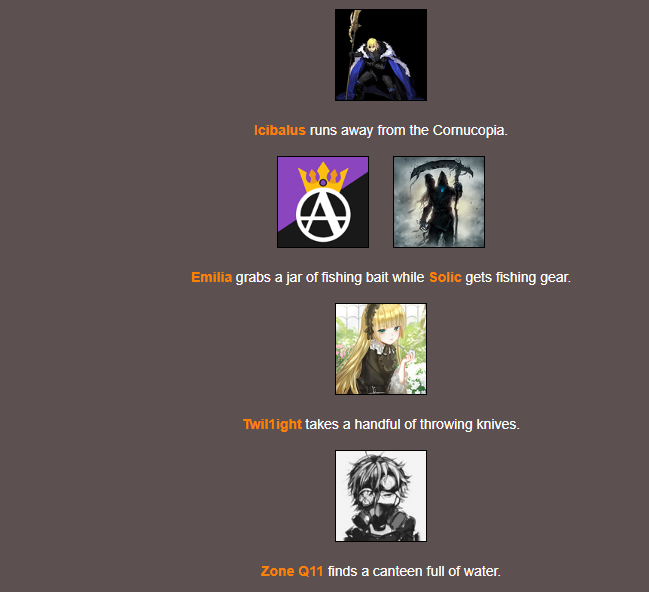 Icibalus runs away from the Cornucopia.
A
Emilia grabs a jar of fishing bait while Solic gets fishing gear.
Twil1ight takes a handful of throwing knives.
Zone Q11 finds a canteen full of water.